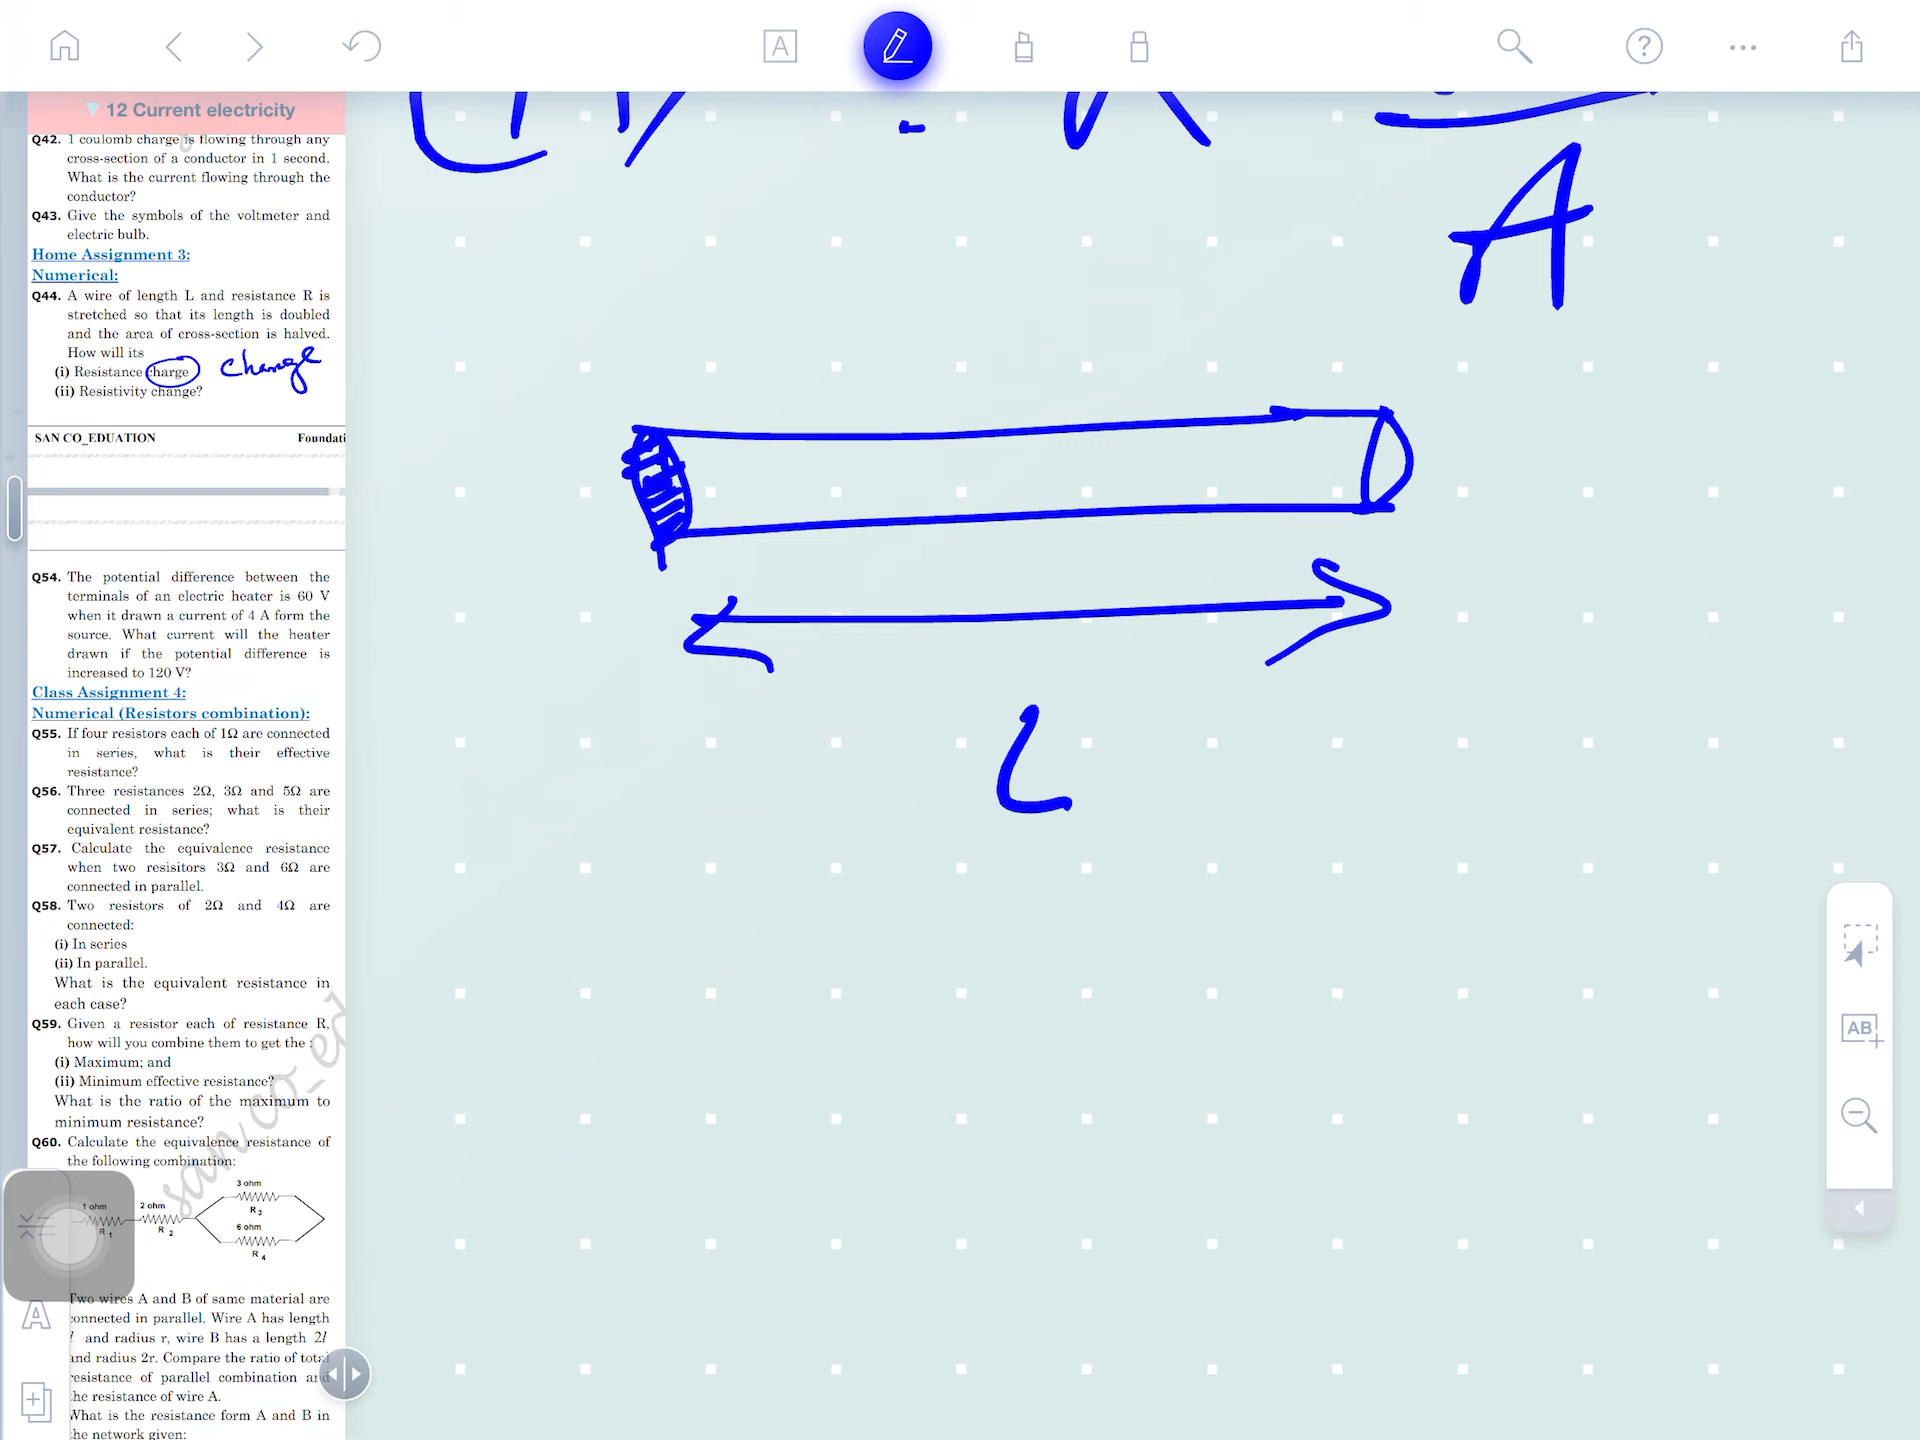 A
▼ 12 Current electricity
Q42. 1 coulomb charge is flowing through any
cross-section of a conductor in 1 second.
What is the current flowing through the
conductor?
Q43. Give the symbols of the voltmeter and
electric bulb.
Home Assignment 3:
Numerical:
Q44. A wire of length L and resistance R is
stretched so that its length is doubled
and the area of cross-section is halved.
How will its
(i) Resistance charge change
(ii) Resistivity change?
SAN CO_EDUATION Foundati
Q54. The potential difference between the
terminals of an electric heater is 60 V
when it drawn a current of 4 A form the
source. What current will the heater
drawn if the potential difference is
increased to 120 V?
Class Assignment 4:
Numerical (Resistors combination):
Q55. If four resistors each of 1Ω are connected
in series, what is their effective
resistance?
Q56. Three resistances 2Ω, 3Ω and 5Ω are
connected in series; what is their
equivalent resistance?
Q57. Calculate the equivalence resistance
when two resisitors 3Ω and 6Ω are
connected in parallel.
Q58. Two resistors of 2Ω and 4Ω are
connected:
(i) In series
(ii) In parallel.
What is the equivalent resistance in
each case?
Q59. Given a resistor each of resistance R,
how will you combine them to get the :
(i) Maximum; and
(ii) Minimum effective resistance?
What is the ratio of the maximum to
minimum resistance?
Q60. Calculate the equivalence resistance of
the following combination:
1 ohm
R 1
2 ohm
R 2
3 ohm
R 3
6 ohm
R 4
Two wires A and B of same material are
connected in parallel. Wire A has length
l and radius r, wire B has a length 2l
and radius 2r. Compare the ratio of total
resistance of parallel combination and
the resistance of wire A.
What is the resistance form A and B in
the network given:
san co_ed
A
L
AB
A